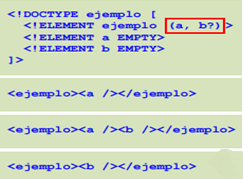 <!DOCTYPE ejemplo [
<!ELEMENT ejemplo (a, b?)>
<!ELEMENT a EMPTY>
<!ELEMENT b EMPTY>
]>
<ejemplo><a /></ejemplo>
<ejemplo><a /><b /></ejemplo>
<ejemplo><b /></ejemplo>